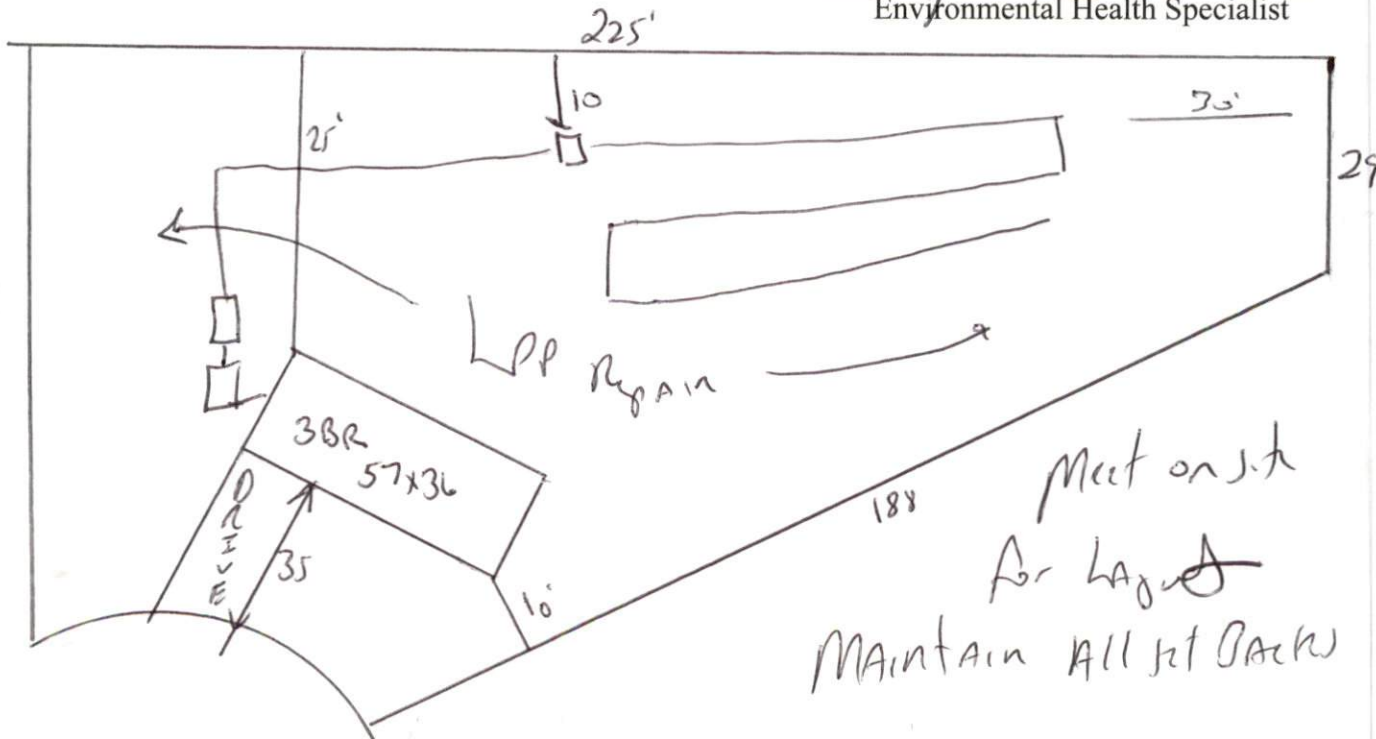 Environmental Health Specialist
225'
10
30'
25'
29
LPP Repair
3BR
57x36
DRIVE
35
10'
188
Meet on site
for Layout
MAintAin All set BAcks